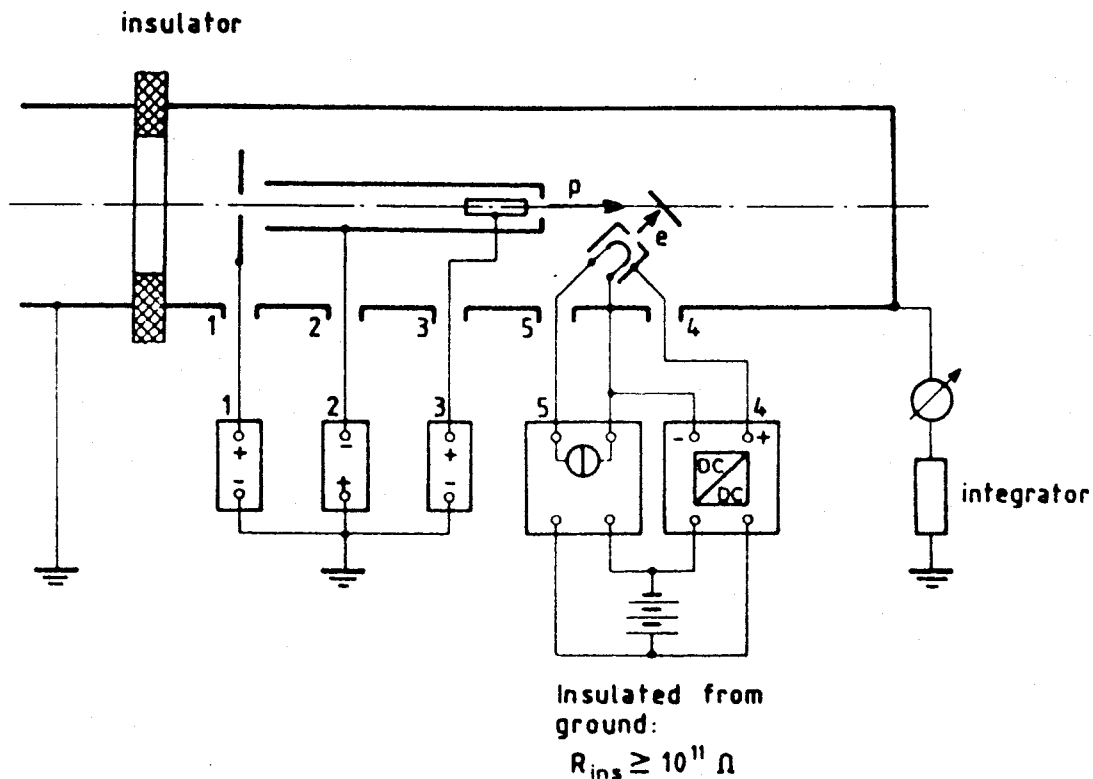 insulator
p
e
1 2 3 5 4
1 2 3 5 4
+ - + - +
- + -
DC
DC
integrator
Insulated from
ground:
R_ins ≥ 10^11 Ω